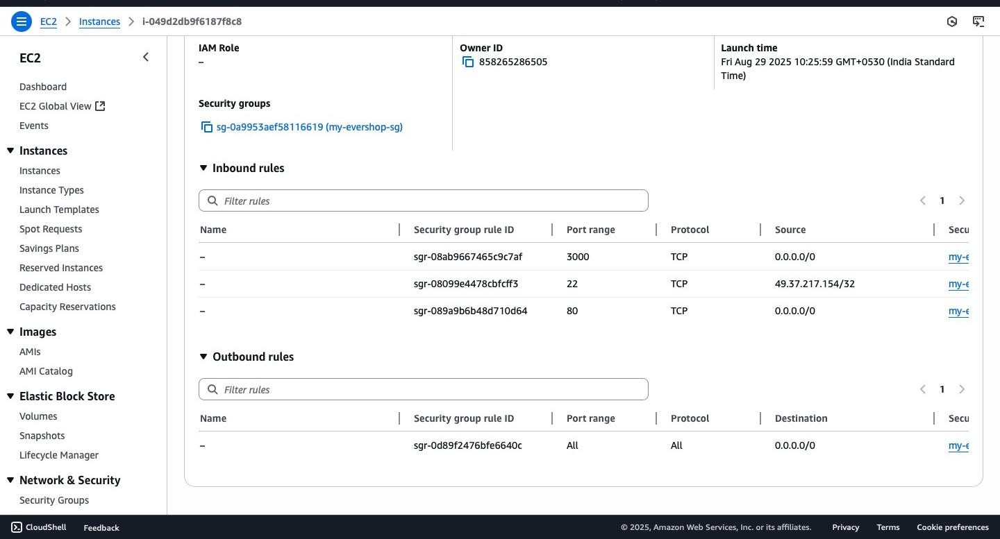 EC2 > Instances > i-049d2db9f6187f8c8
EC2
Dashboard
EC2 Global View
Events
Instances
Instances
Instance Types
Launch Templates
Spot Requests
Savings Plans
Reserved Instances
Dedicated Hosts
Capacity Reservations
Images
AMIs
AMI Catalog
Elastic Block Store
Volumes
Snapshots
Lifecycle Manager
Network & Security
Security Groups
IAM Role
–
Owner ID
858265286505
Launch time
Fri Aug 29 2025 10:25:59 GMT+0530 (India Standard
Time)
Security groups
sg-0a9953aef58116619 (my-evershop-sg)
Inbound rules
Filter rules
1
Name Security group rule ID Port range Protocol Source Secu
– sgr-08ab9667465c9c7af 3000 TCP 0.0.0.0/0 my-e
– sgr-08099e4478cbfcff3 22 TCP 49.37.217.154/32 my-e
– sgr-089a9b6b48d710d64 80 TCP 0.0.0.0/0 my-e
Outbound rules
Filter rules
1
Name Security group rule ID Port range Protocol Destination Secu
– sgr-0d89f2476bfe6640c All All 0.0.0.0/0 my-e
CloudShell Feedback © 2025, Amazon Web Services, Inc. or its affiliates. Privacy Terms Cookie preferences